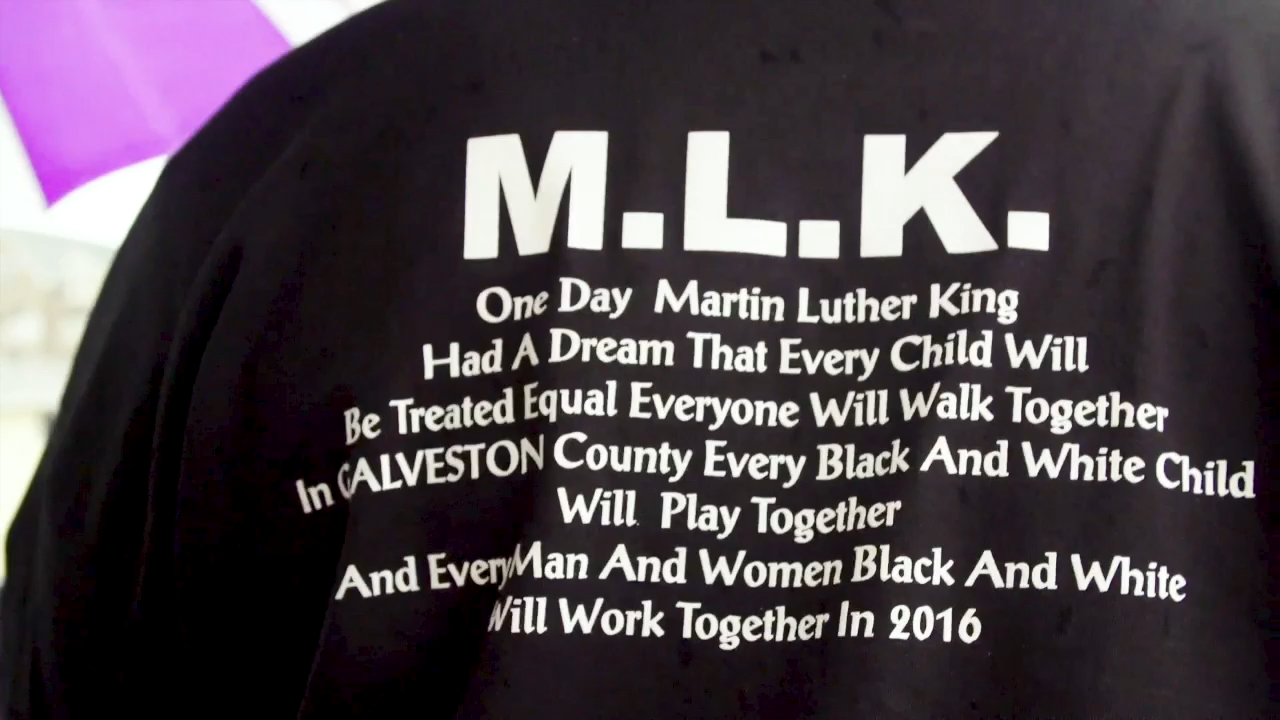 M.L.K.
One Day Martin Luther King
Had A Dream That Every Child Will
Be Treated Equal Everyone Will Walk Together
In GALVESTON County Every Black And White Child
Will Play Together
And Every Man And Women Black And White
Will Work Together In 2016